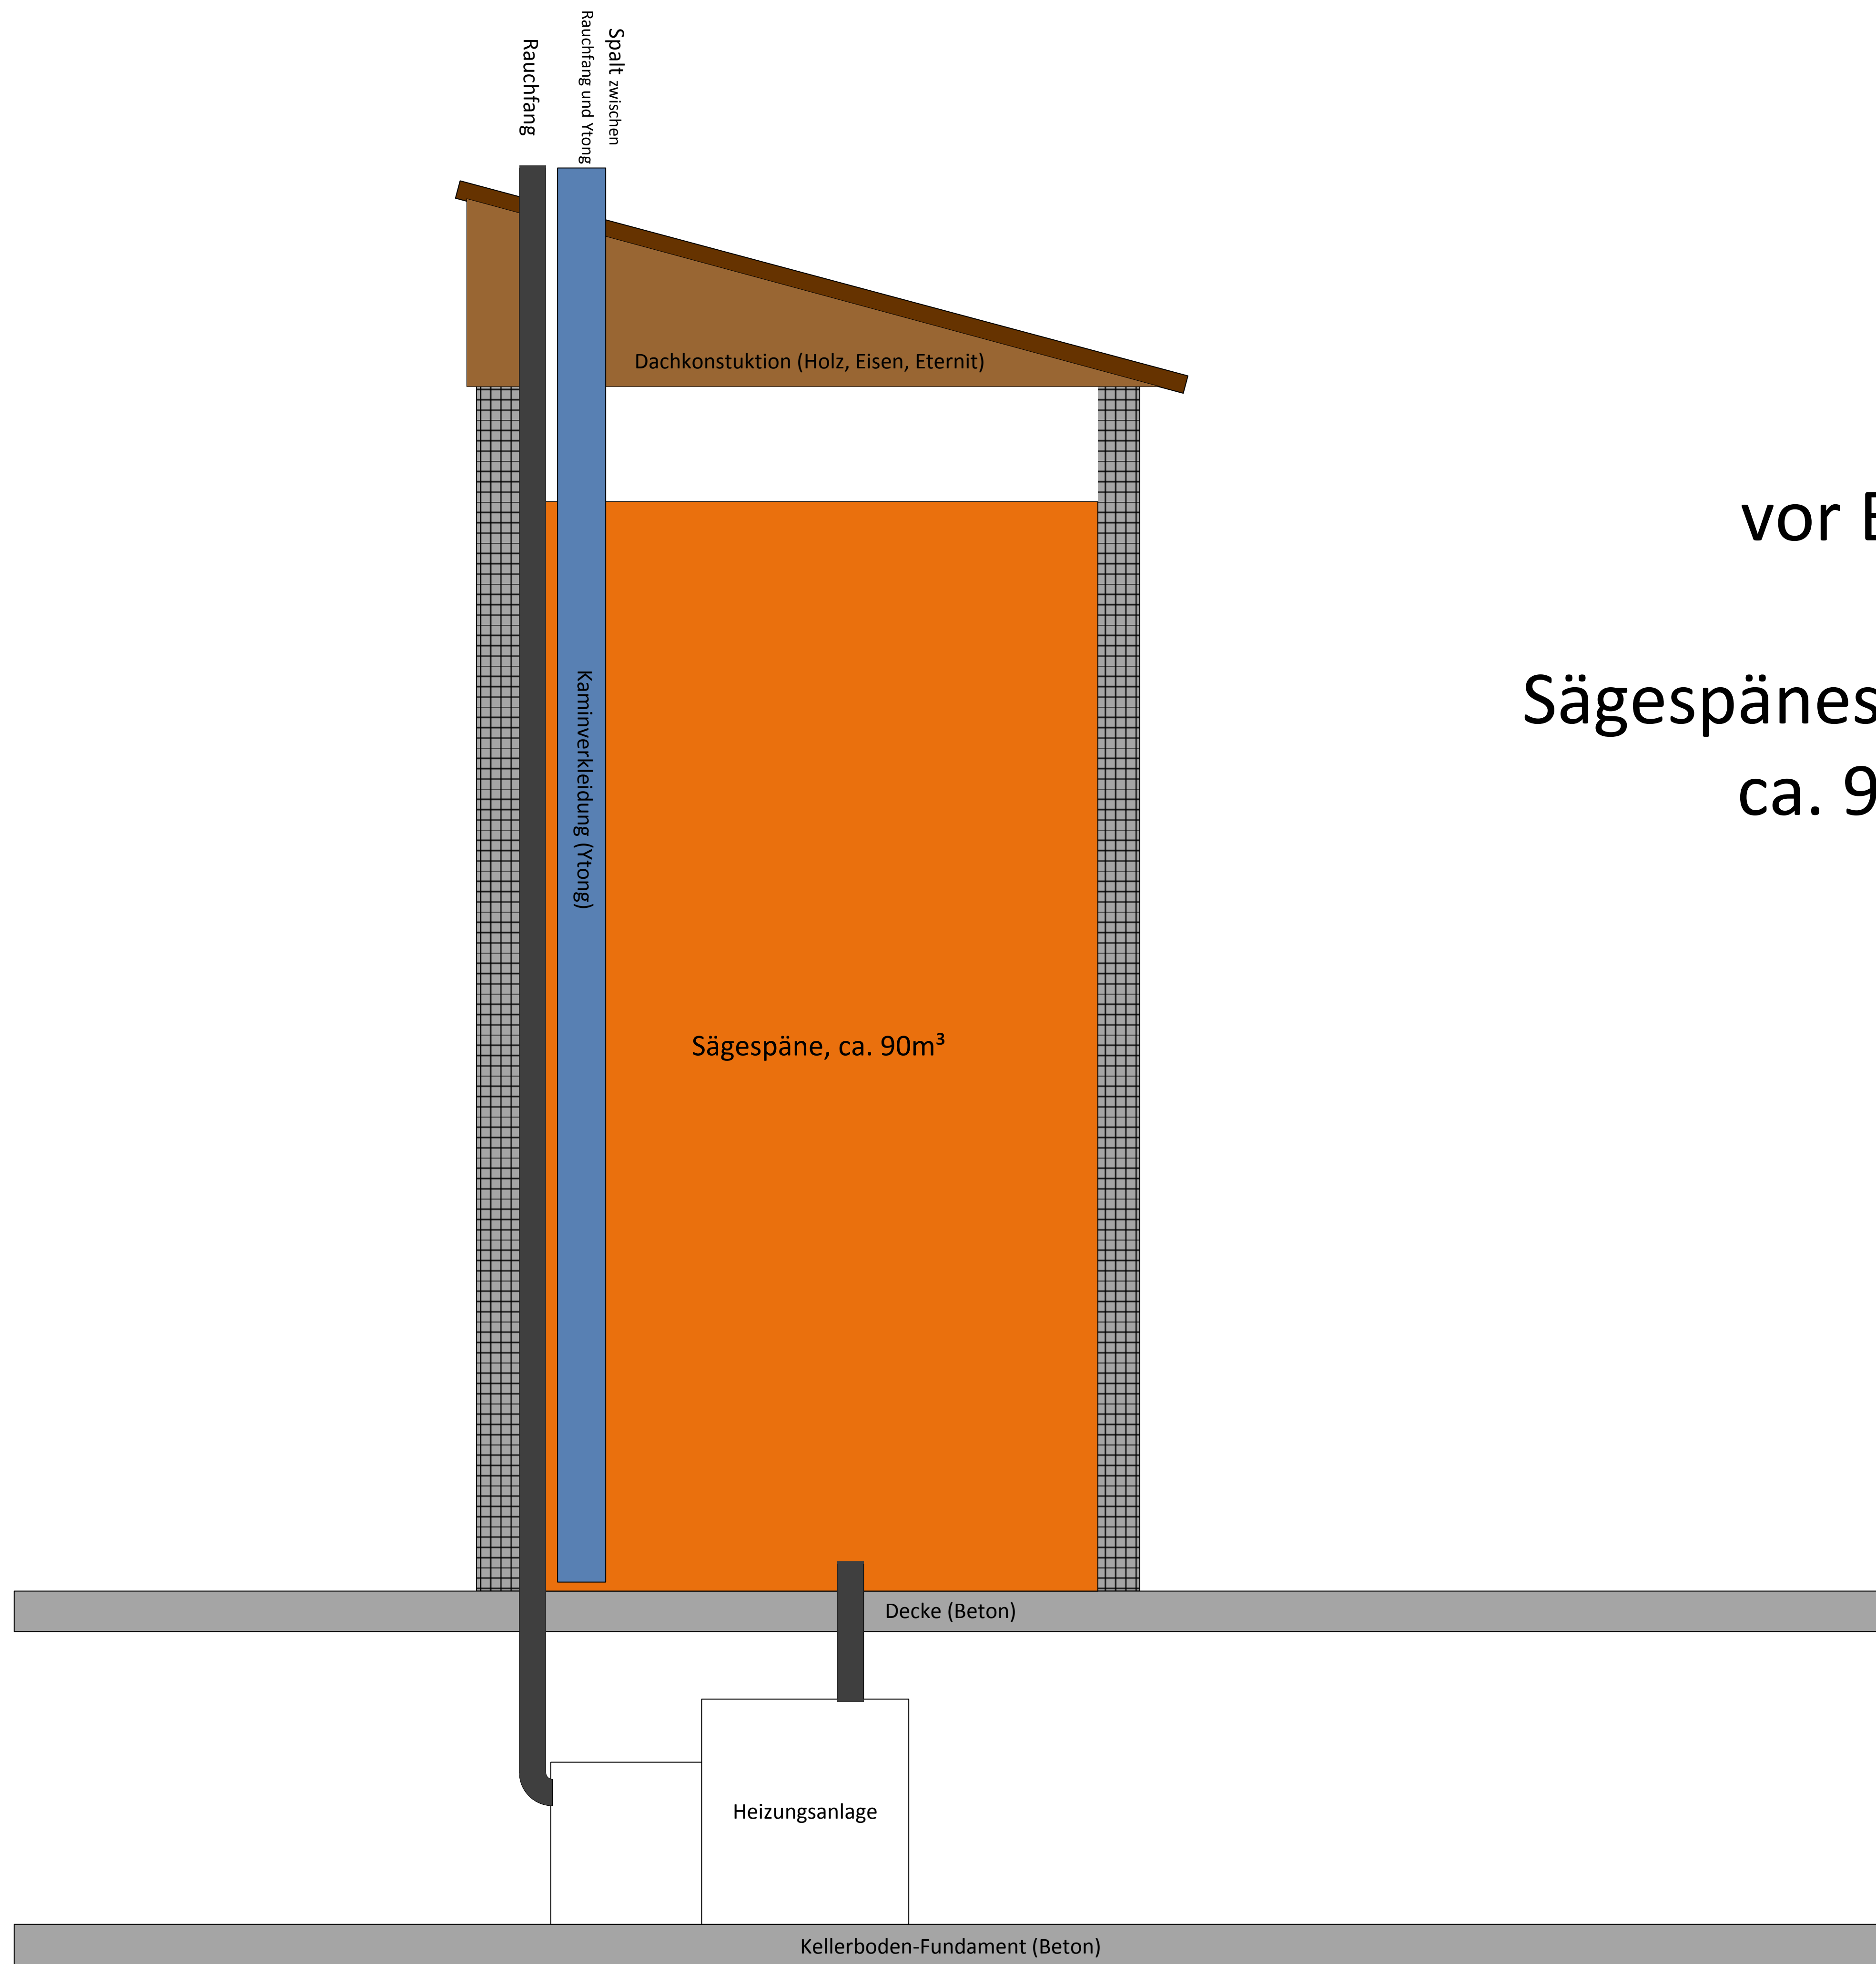 Rauchfang
Spalt zwischen
Rauchfang und Ytong
Dachkonstuktion (Holz, Eisen, Eternit)
vor
Kaminverkleidung (Ytong)
ca. 9
Sägespäne, ca. 90m³
Decke (Beton)
Heizungsanlage
Kellerboden-Fundament (Beton)